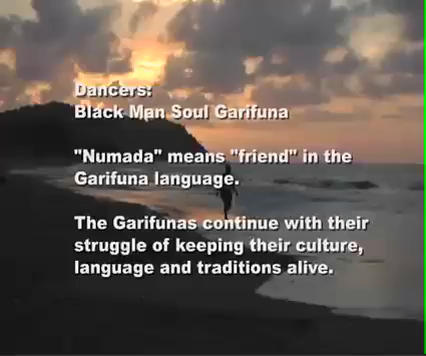 Dancers:
Black Man Soul Garifuna
"Numada" means "friend" in the
Garifuna language.
The Garifunas continue with their
struggle of keeping their culture,
language and traditions alive.